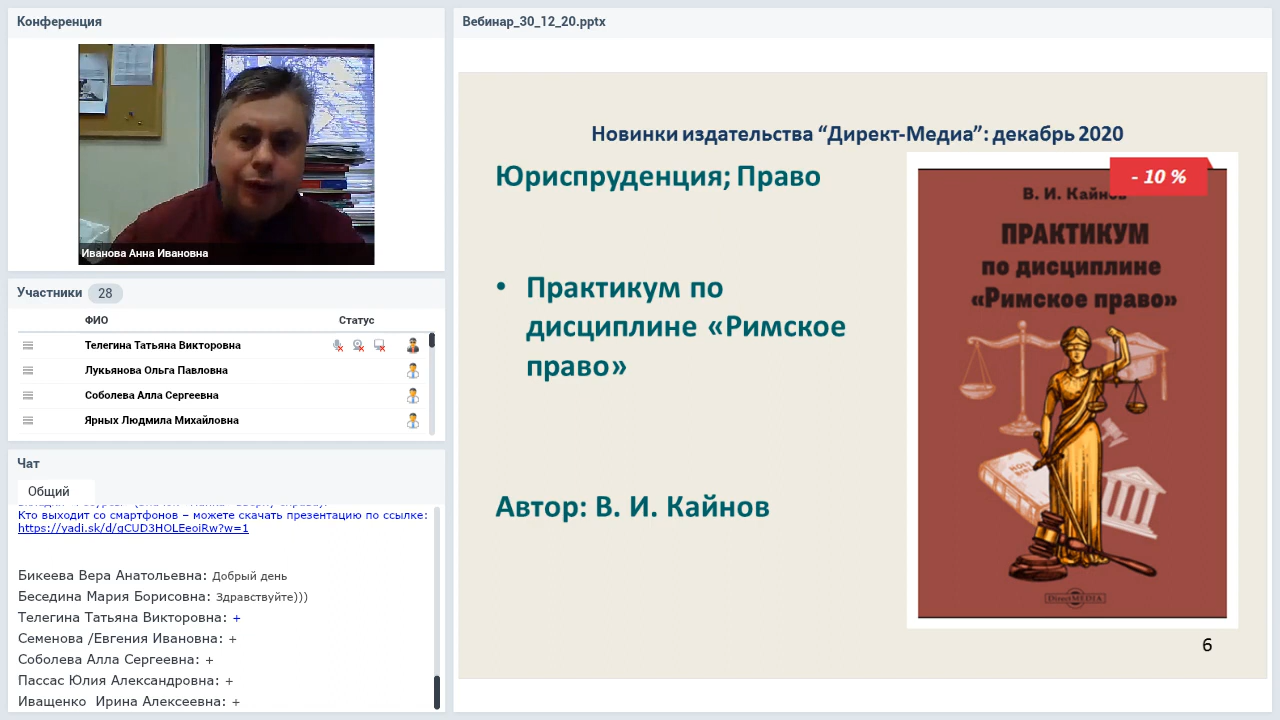 Конференция
Иванова Анна Ивановна
Участники 28
ФИО Статус
Телегина Татьяна Викторовна
Лукьянова Ольга Павловна
Соболева Алла Сергеевна
Ярных Людмила Михайловна
Чат
Общий
Кто выходит со смартфонов – можете скачать презентацию по ссылке:
https://yadi.sk/d/gCUD3HOLEeoiRw?w=1
Бикеева Вера Анатольевна: Добрый день
Беседина Мария Борисовна: Здравствуйте)))
Телегина Татьяна Викторовна: +
Семенова /Евгения Ивановна: +
Соболева Алла Сергеевна: +
Пассас Юлия Александровна: +
Иващенко Ирина Алексеевна: +
Вебинар_30_12_20.pptx
Новинки издательства “Директ-Медиа”: декабрь 2020
Юриспруденция; Право
• Практикум по
дисциплине «Римское
право»
Автор: В. И. Кайнов
- 10 %
В. И. Кайнов
ПРАКТИКУМ
по дисциплине
«Римское право»
HOLY
BIBLE
DirectMEDIA
6